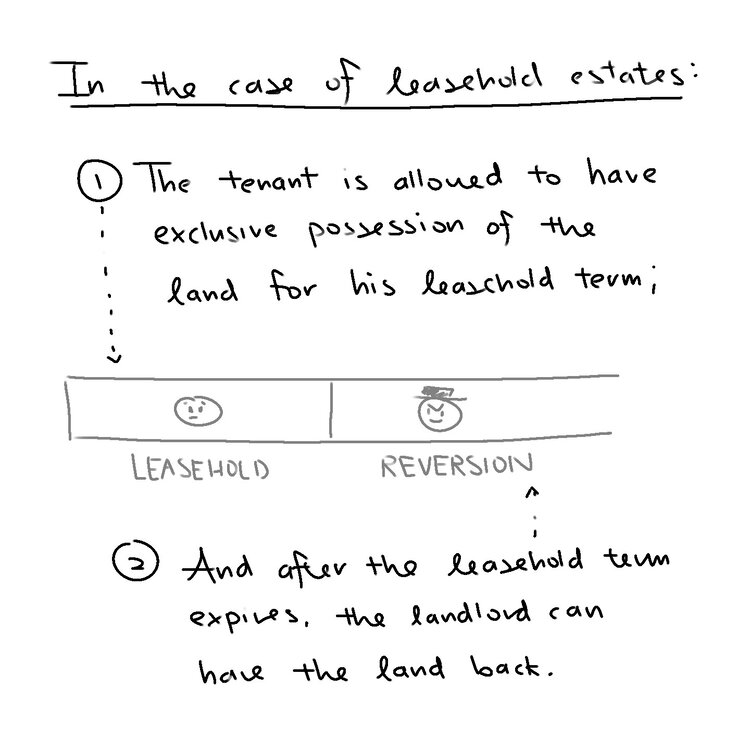 In the case of leasehold estates:
① The tenant is allowed to have
exclusive possession of the
land for his leasehold term;
LEASEHOLD REVERSION
② And after the leasehold term
expires, the landlord can
have the land back.